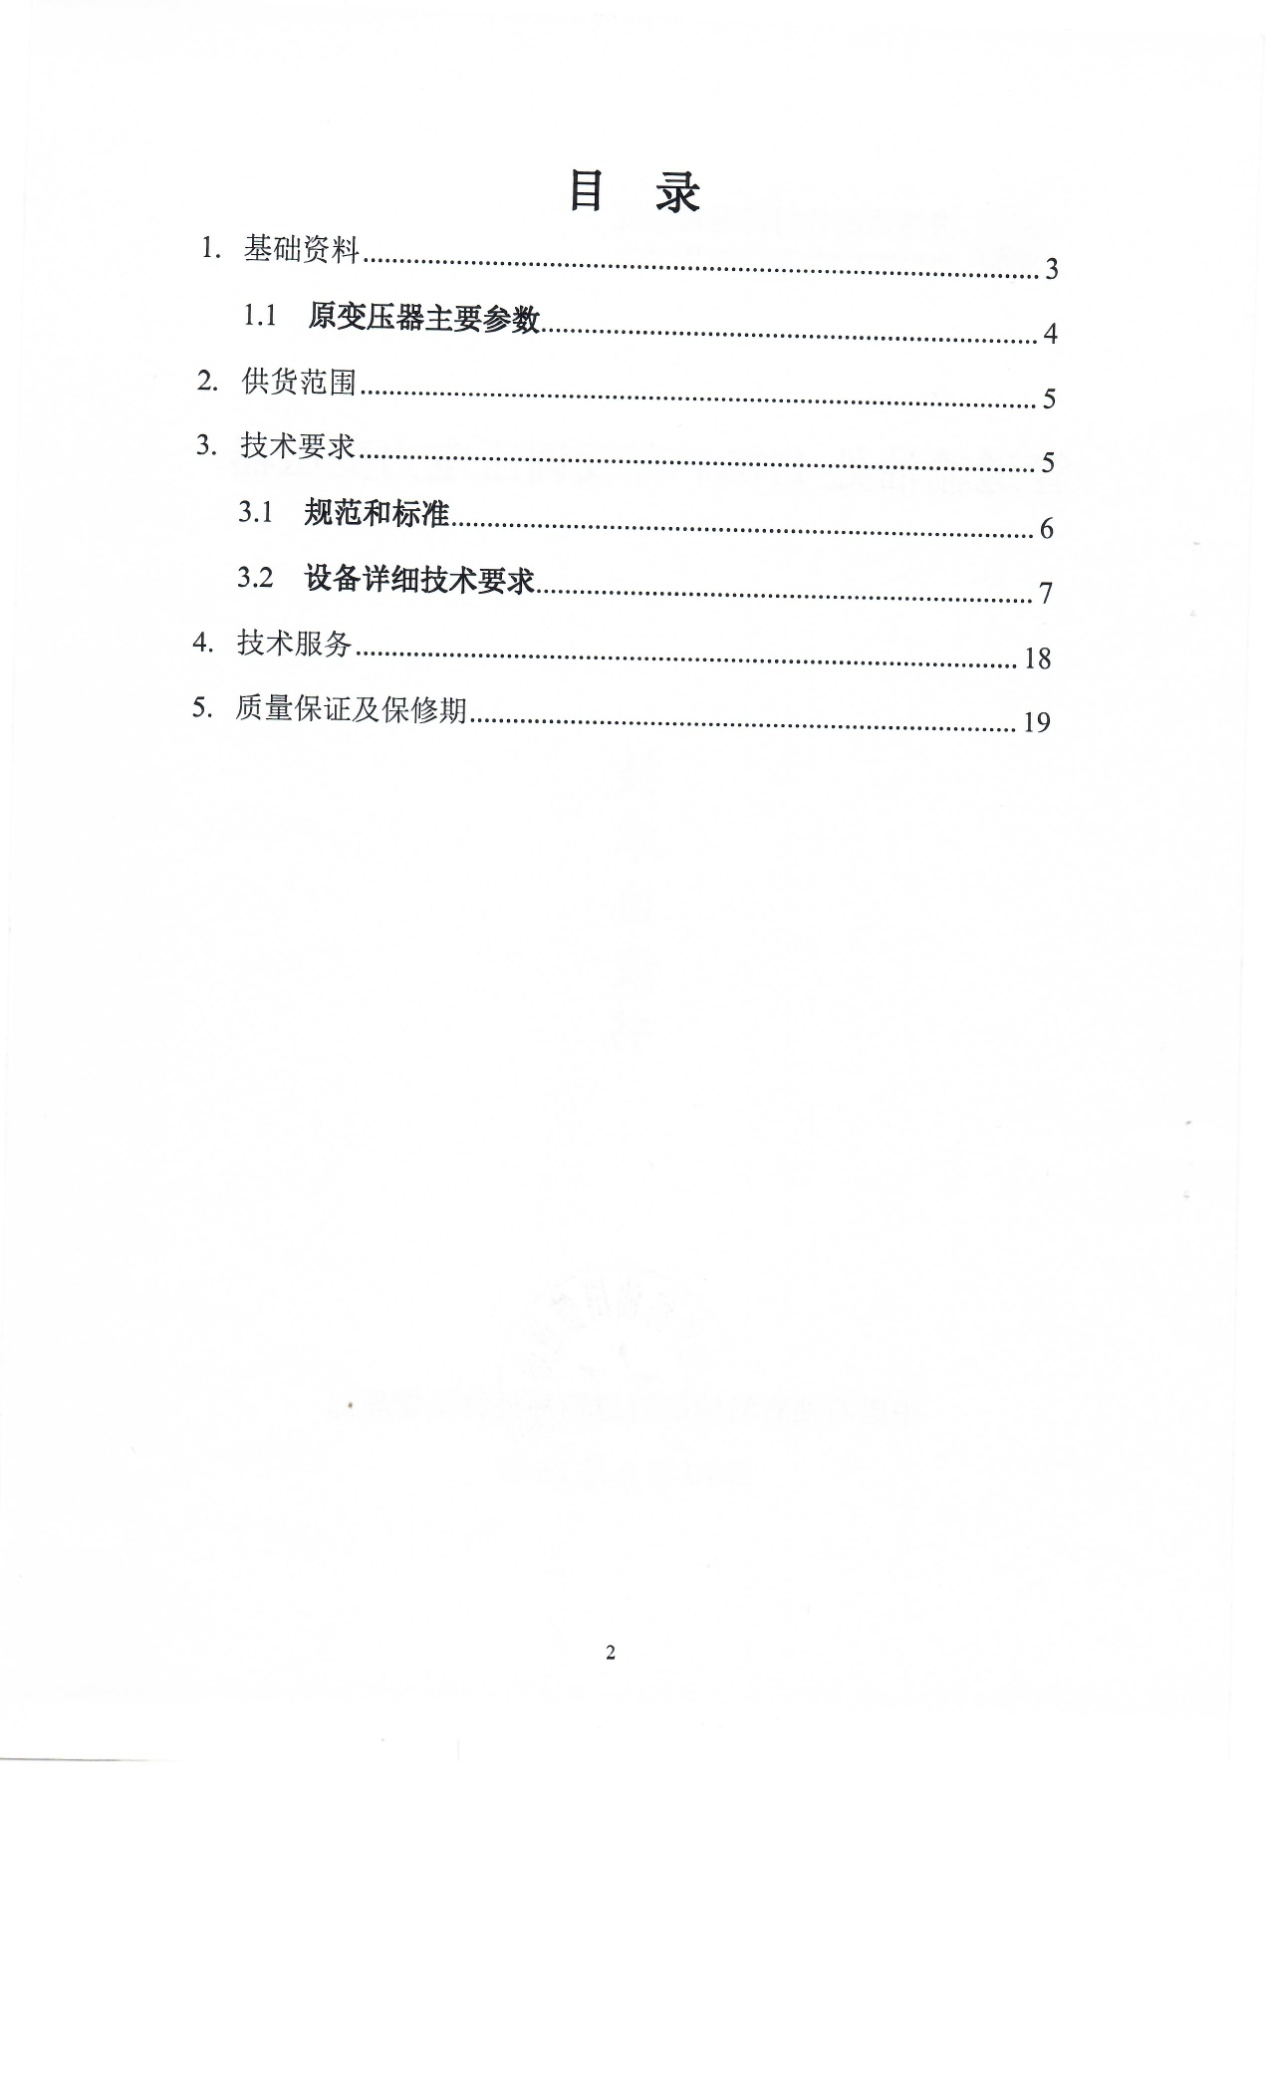 目 录
1. 基础资料........................................3
1.1 原变压器主要参数........................................4
2. 供货范围........................................5
3. 技术要求........................................5
3.1 规范和标准........................................6
3.2 设备详细技术要求........................................7
4. 技术服务........................................18
5. 质量保证及保修期........................................19
2